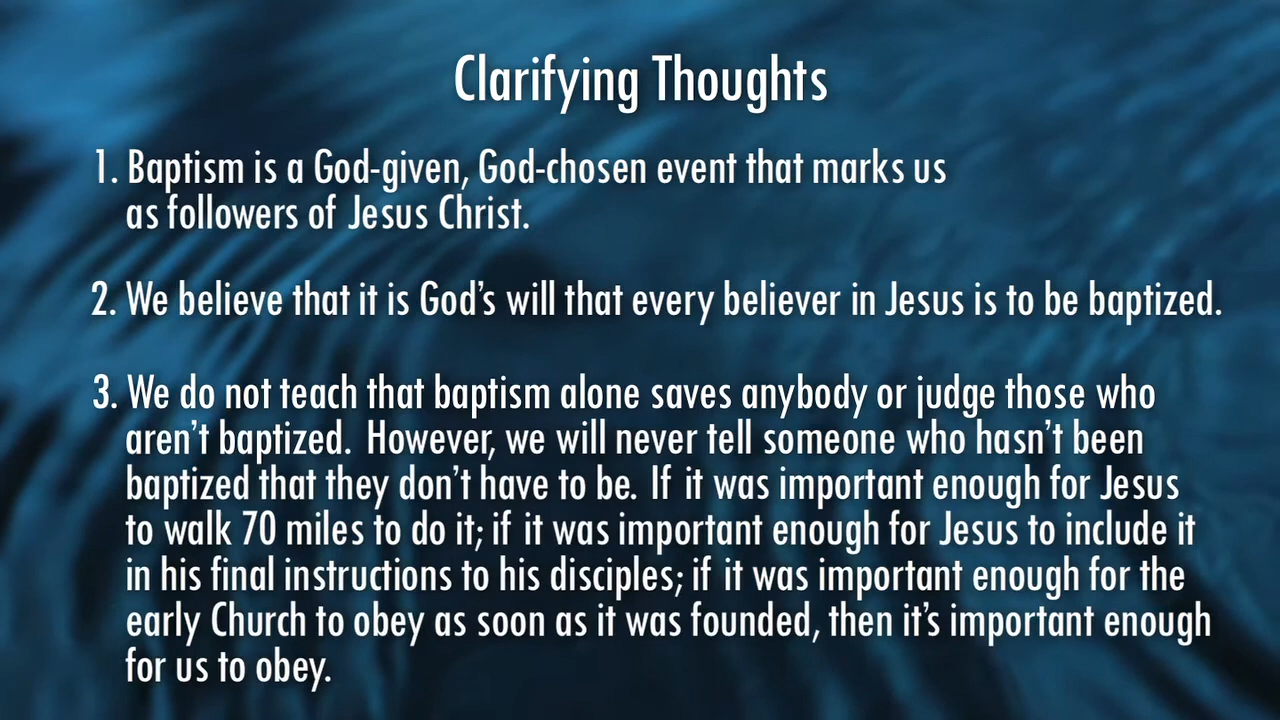 Clarifying Thoughts
1. Baptism is a God-given, God-chosen event that marks us
as followers of Jesus Christ.
2. We believe that it is God’s will that every believer in Jesus is to be baptized.
3. We do not teach that baptism alone saves anybody or judge those who
aren’t baptized. However, we will never tell someone who hasn’t been
baptized that they don’t have to be. If it was important enough for Jesus
to walk 70 miles to do it; if it was important enough for Jesus to include it
in his final instructions to his disciples; if it was important enough for the
early Church to obey as soon as it was founded, then it’s important enough
for us to obey.